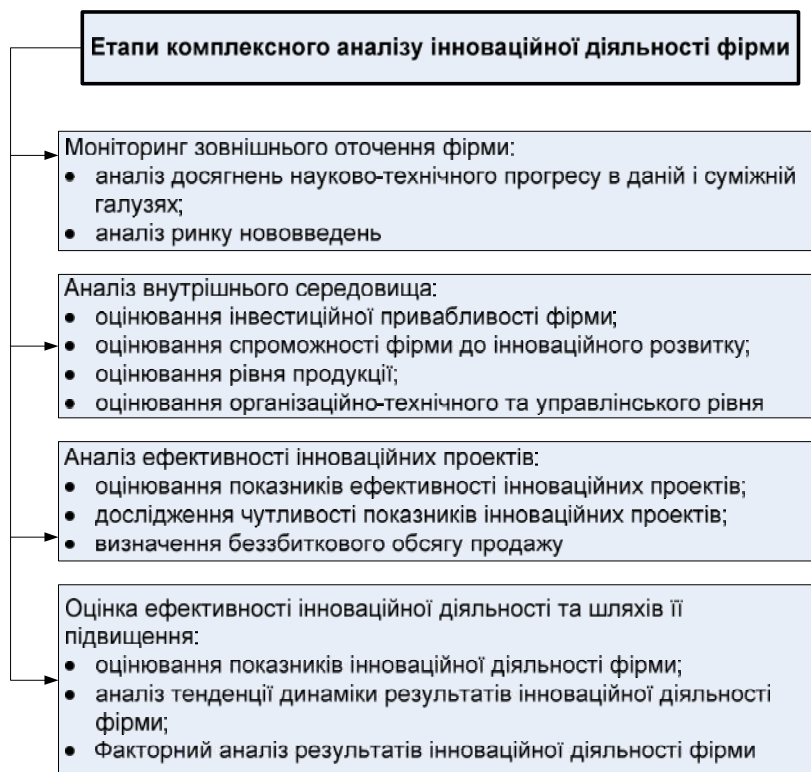 Етапи комплексного аналізу інноваційної діяльності фірми
Моніторинг зовнішнього оточення фірми:
• аналіз досягнень науково-технічного прогресу в даній і суміжній
галузях;
• аналіз ринку нововведень
Аналіз внутрішнього середовища:
• оцінювання інвестиційної привабливості фірми;
• оцінювання спроможності фірми до інноваційного розвитку;
• оцінювання рівня продукції;
• оцінювання організаційно-технічного та управлінського рівня
Аналіз ефективності інноваційних проектів:
• оцінювання показників ефективності інноваційних проектів;
• дослідження чутливості показників інноваційних проектів;
• визначення беззбиткового обсягу продажу
Оцінка ефективності інноваційної діяльності та шляхів її
підвищення:
• оцінювання показників інноваційної діяльності фірми;
• аналіз тенденції динаміки результатів інноваційної діяльності
фірми;
• Факторний аналіз результатів інноваційної діяльності фірми